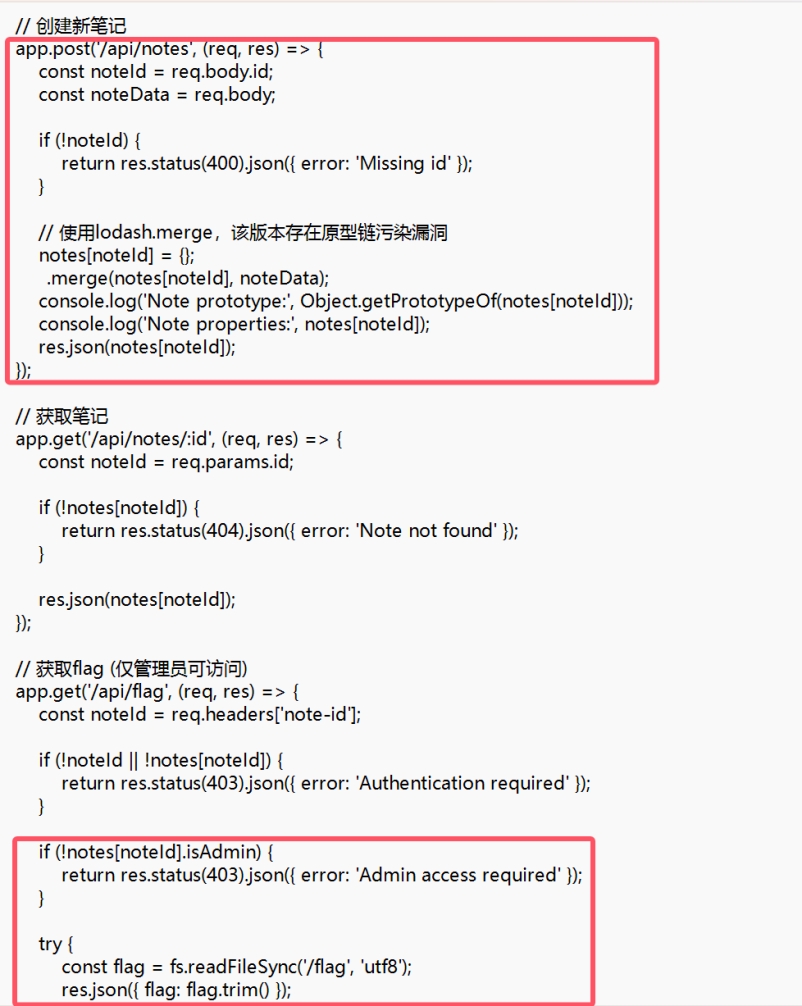 // 创建新笔记
app.post('/api/notes', (req, res) => {
const noteId = req.body.id;
const noteData = req.body;
if (!noteId) {
return res.status(400).json({ error: 'Missing id' });
}
// 使用lodash.merge，该版本存在原型链污染漏洞
notes[noteId] = {};
.merge(notes[noteId], noteData);
console.log('Note prototype:', Object.getPrototypeOf(notes[noteId]));
console.log('Note properties:', notes[noteId]);
res.json(notes[noteId]);
});
// 获取笔记
app.get('/api/notes/:id', (req, res) => {
const noteId = req.params.id;
if (!notes[noteId]) {
return res.status(404).json({ error: 'Note not found' });
}
res.json(notes[noteId]);
});
// 获取flag (仅管理员可访问)
app.get('/api/flag', (req, res) => {
const noteId = req.headers['note-id'];
if (!noteId || !notes[noteId]) {
return res.status(403).json({ error: 'Authentication required' });
}
if (!notes[noteId].isAdmin) {
return res.status(403).json({ error: 'Admin access required' });
}
try {
const flag = fs.readFileSync('/flag', 'utf8');
res.json({ flag: flag.trim() });